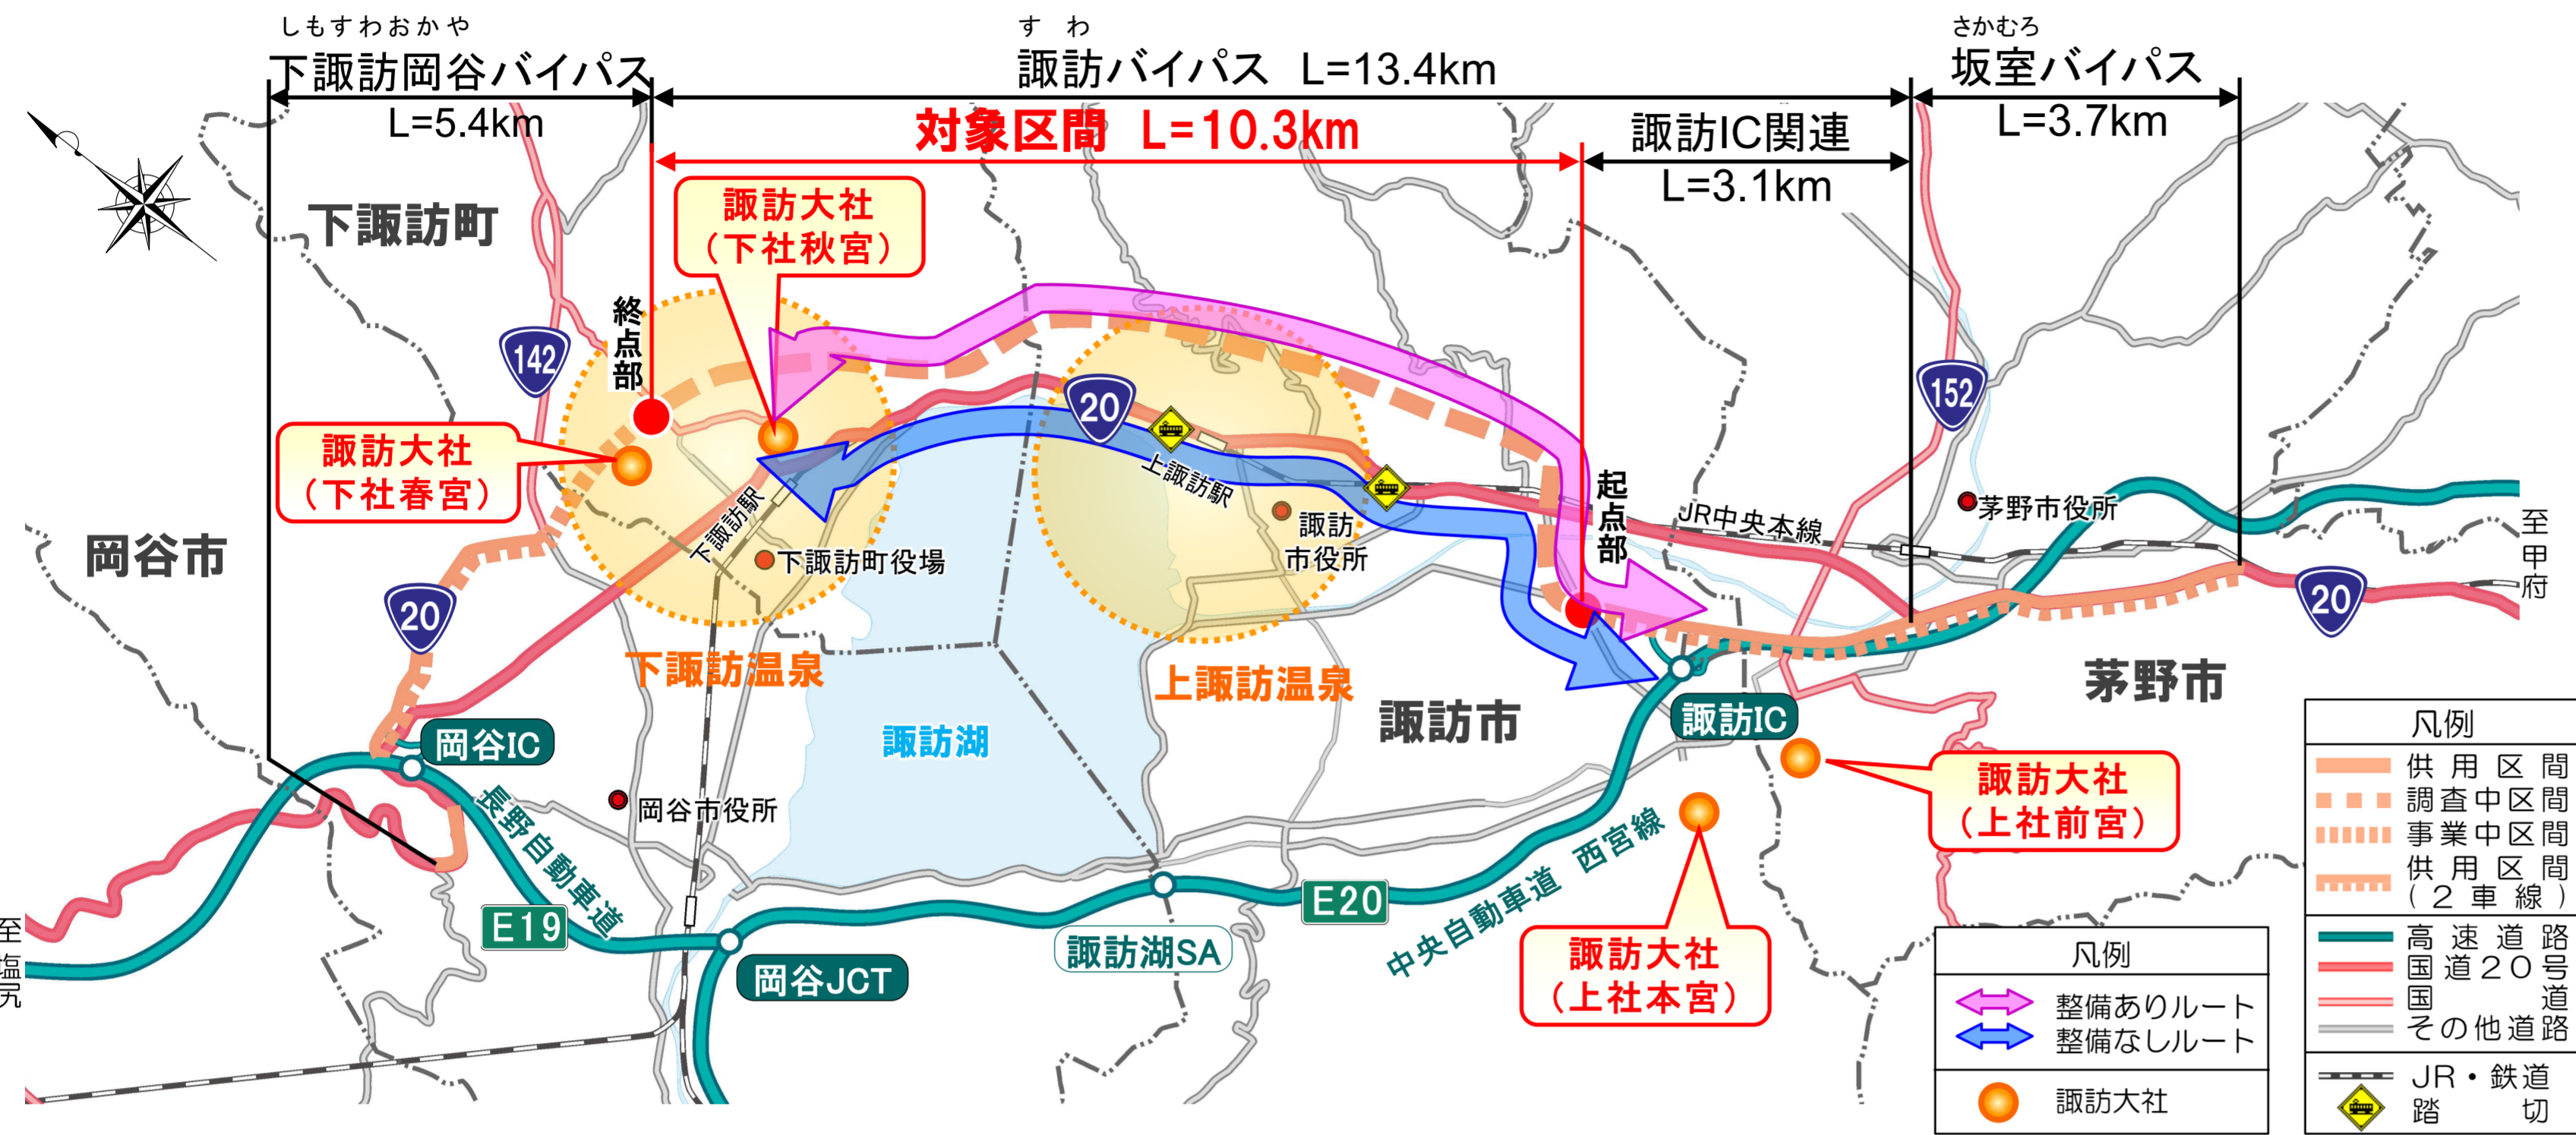 しもすわおかや
下諏訪岡谷バイパス
L=5.4km
すわ
諏訪バイパス L=13.4km
対象区間 L=10.3km
諏訪IC関連
L=3.1km
さかむろ
坂室バイパス
L=3.7km
下諏訪町
諏訪大社
（下社秋宮）
終点部
142
20
152
諏訪大社
（下社春宮）
上諏訪駅
下諏訪駅
起点部
JR中央本線
茅野市役所
諏訪
市役所
至甲府
岡谷市
下諏訪町役場
20
20
下諏訪温泉
上諏訪温泉
諏訪湖
諏訪市
茅野市
諏訪IC
岡谷IC
岡谷市役所
長野自動車道
諏訪大社
（上社前宮）
中央自動車道 西宮線
E19
E20
諏訪湖SA
岡谷JCT
諏訪大社
（上社本宮）
至塩尻
凡例
整備ありルート
整備なしルート
諏訪大社
凡例
供用区間
調査中区間
事業中区間
供用区間
（２車線）
高速道路
国道２０号
国道
その他道路
JR・鉄道
踏切